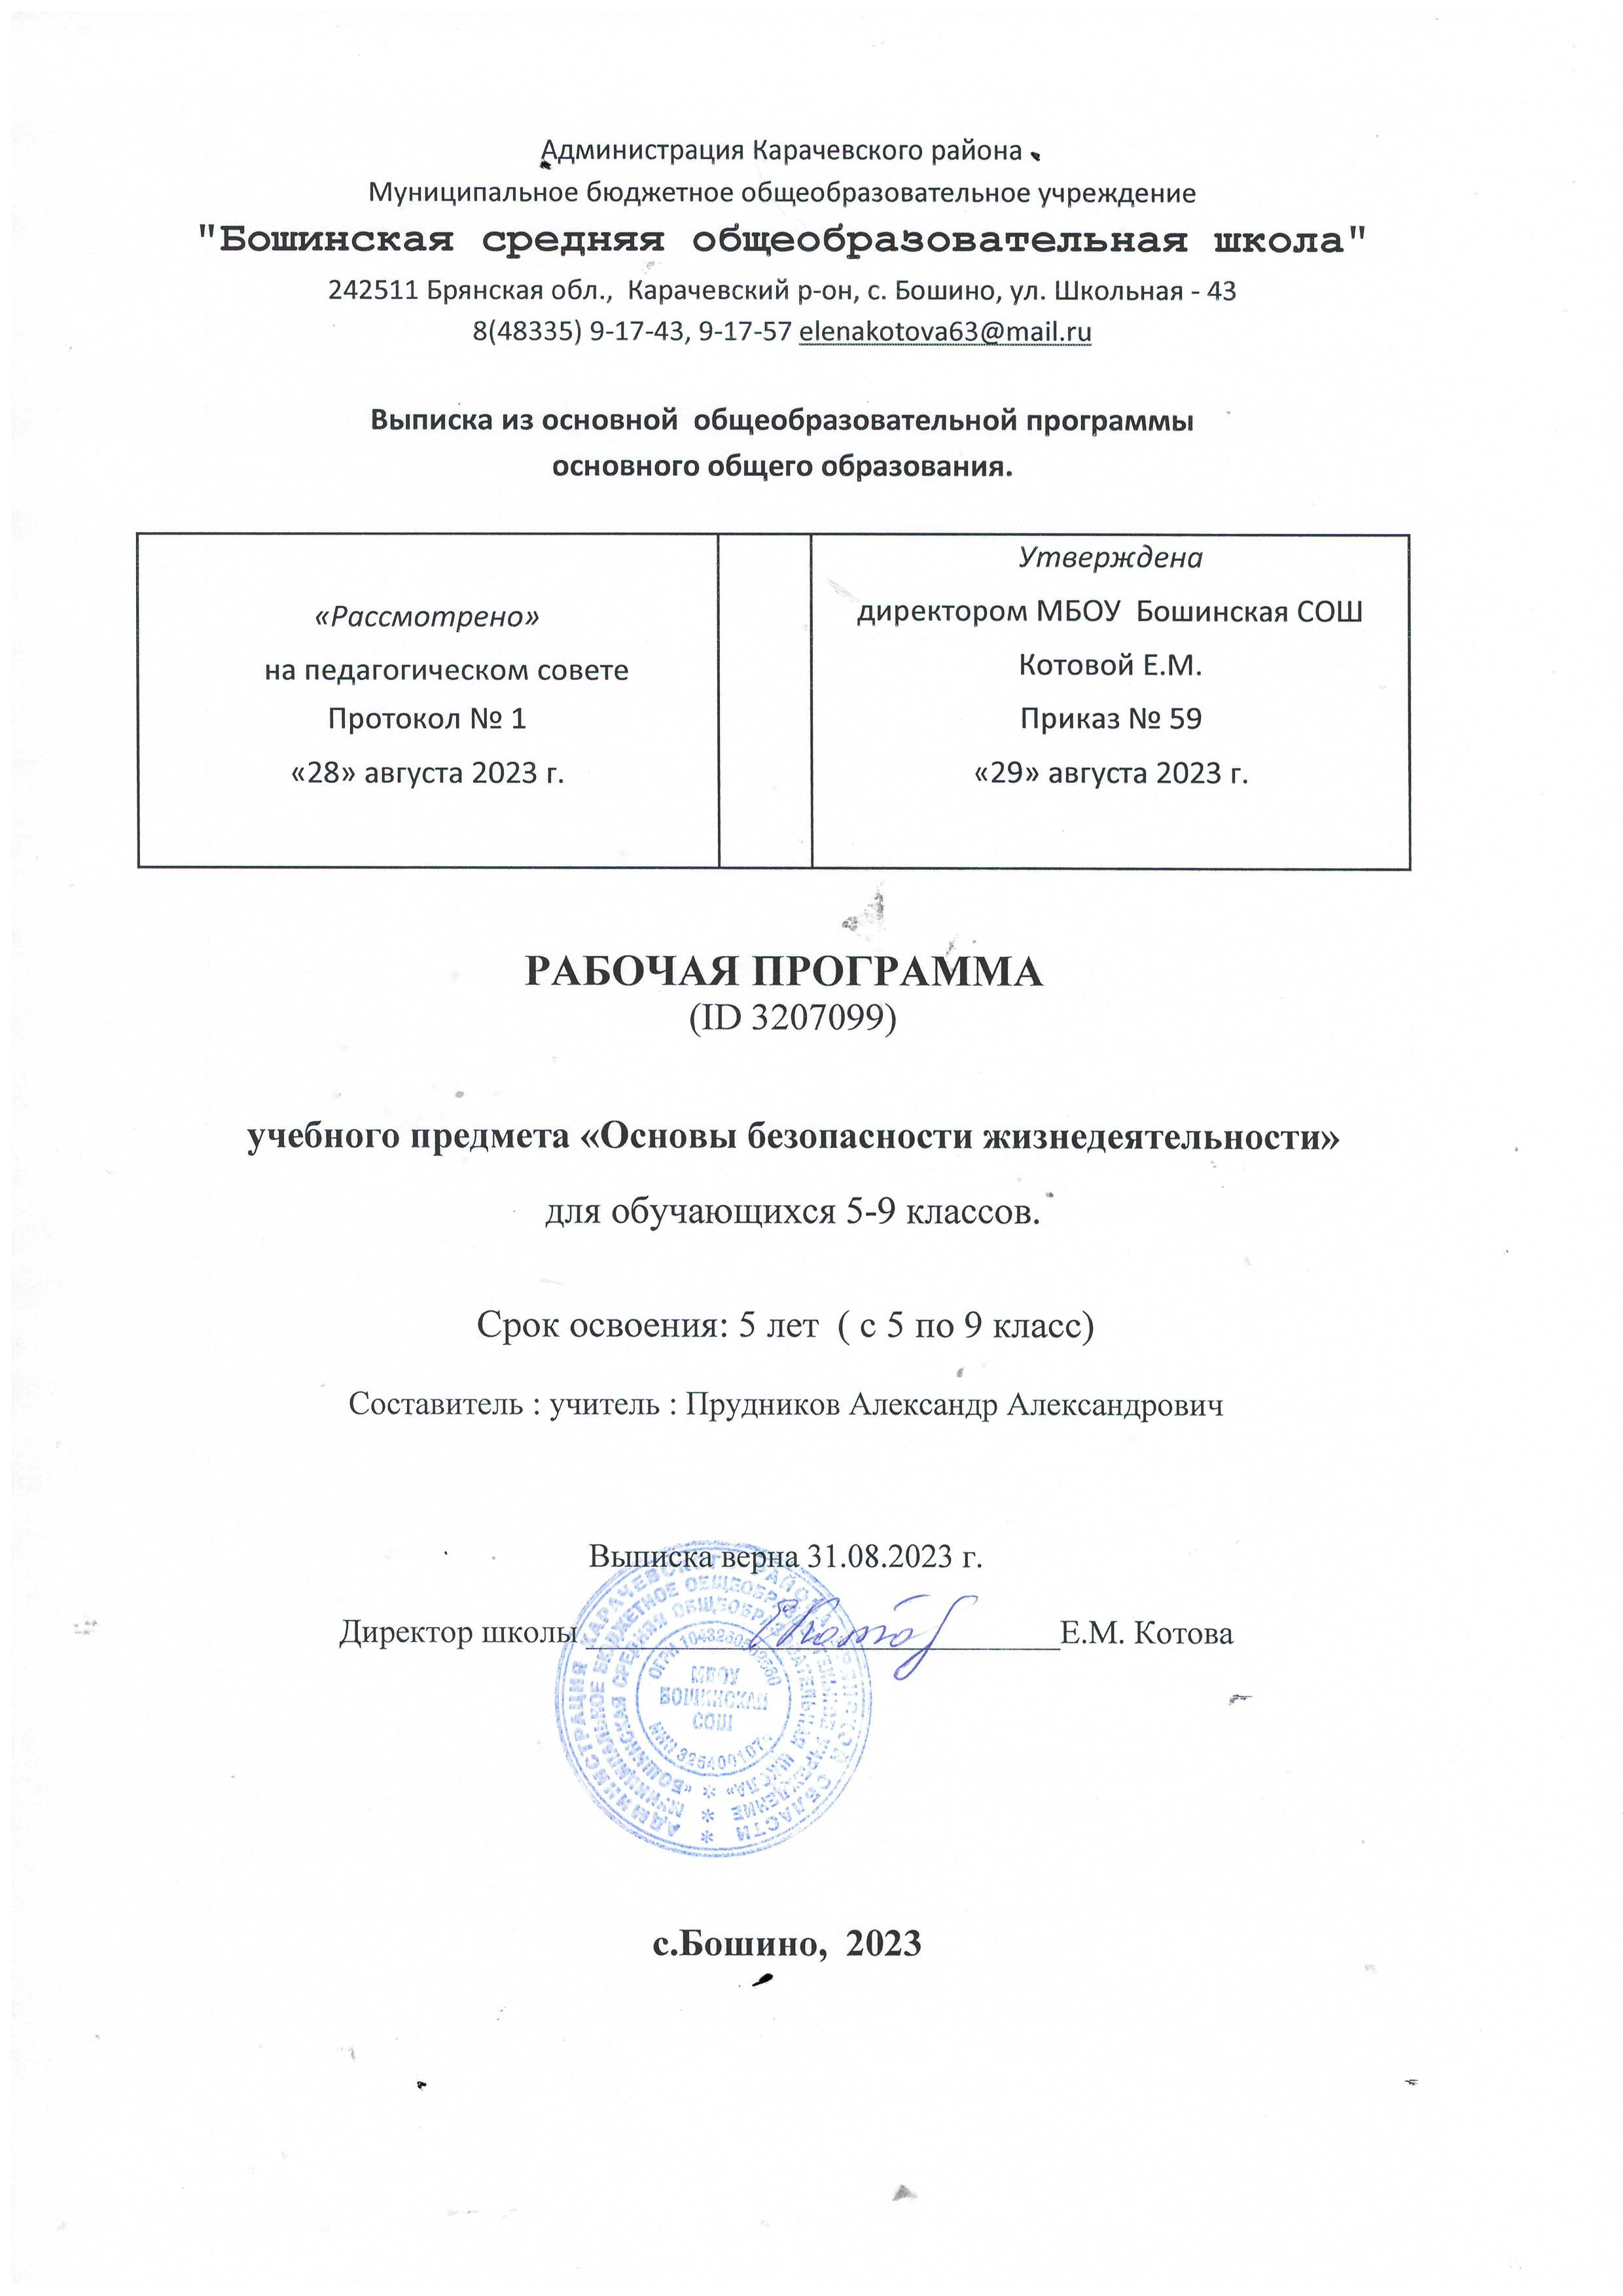 Администрация Карачевского района
Муниципальное бюджетное общеобразовательное учреждение
"Бошинская средняя общеобразовательная школа"
242511 Брянская обл., Карачевский р-он, с. Бошино, ул. Школьная - 43
8(48335) 9-17-43, 9-17-57 elenakotova63@mail.ru
Выписка из основной общеобразовательной программы
основного общего образования.
«Рассмотрено»
на педагогическом совете
Протокол № 1
«28» августа 2023 г.
Утверждена
директором МБОУ Бошинская СОШ
Котовой Е.М.
Приказ № 59
«29» августа 2023 г.
РАБОЧАЯ ПРОГРАММА
(ID 3207099)
учебного предмета «Основы безопасности жизнедеятельности»
для обучающихся 5-9 классов.
Срок освоения: 5 лет ( с 5 по 9 класс)
Составитель : учитель : Прудников Александр Александрович
Выписка верна 31.08.2023 г.
Директор школы ____________________________Е.М. Котова
МБОУ
БОШИНСКАЯ
СОШ
с.Бошино, 2023